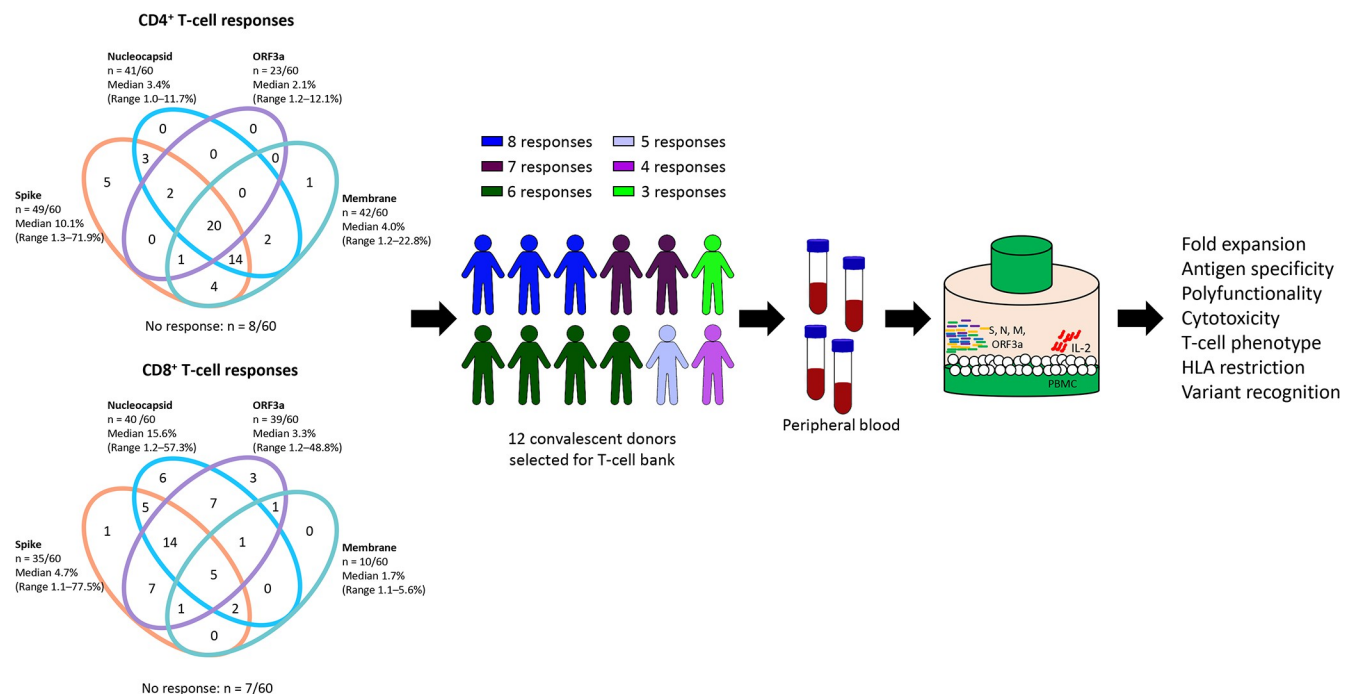 CD4⁺ T-cell responses
Nucleocapsid
n = 41/60
Median 3.4%
(Range 1.0–11.7%)
ORF3a
n = 23/60
Median 2.1%
(Range 1.2–12.1%)
Spike
n = 49/60
Median 10.1%
(Range 1.3–71.9%)
Membrane
n = 42/60
Median 4.0%
(Range 1.2–22.8%)
0
0
3
0
0
5
2
0
1
20
0
2
1
14
4
No response: n = 8/60
CD8⁺ T-cell responses
Nucleocapsid
n = 40 /60
Median 15.6%
(Range 1.2–57.3%)
ORF3a
n = 39/60
Median 3.3%
(Range 1.2–48.8%)
Spike
n = 35/60
Median 4.7%
(Range 1.1–77.5%)
Membrane
n = 10/60
Median 1.7%
(Range 1.1–5.6%)
6
3
5
7
1
1
14
1
0
5
7
0
1
2
0
No response: n = 7/60
8 responses
7 responses
6 responses
5 responses
4 responses
3 responses
12 convalescent donors
selected for T-cell bank
Peripheral blood
S, N, M,
ORF3a
IL-2
PBMC
Fold expansion
Antigen specificity
Polyfunctionality
Cytotoxicity
T-cell phenotype
HLA restriction
Variant recognition